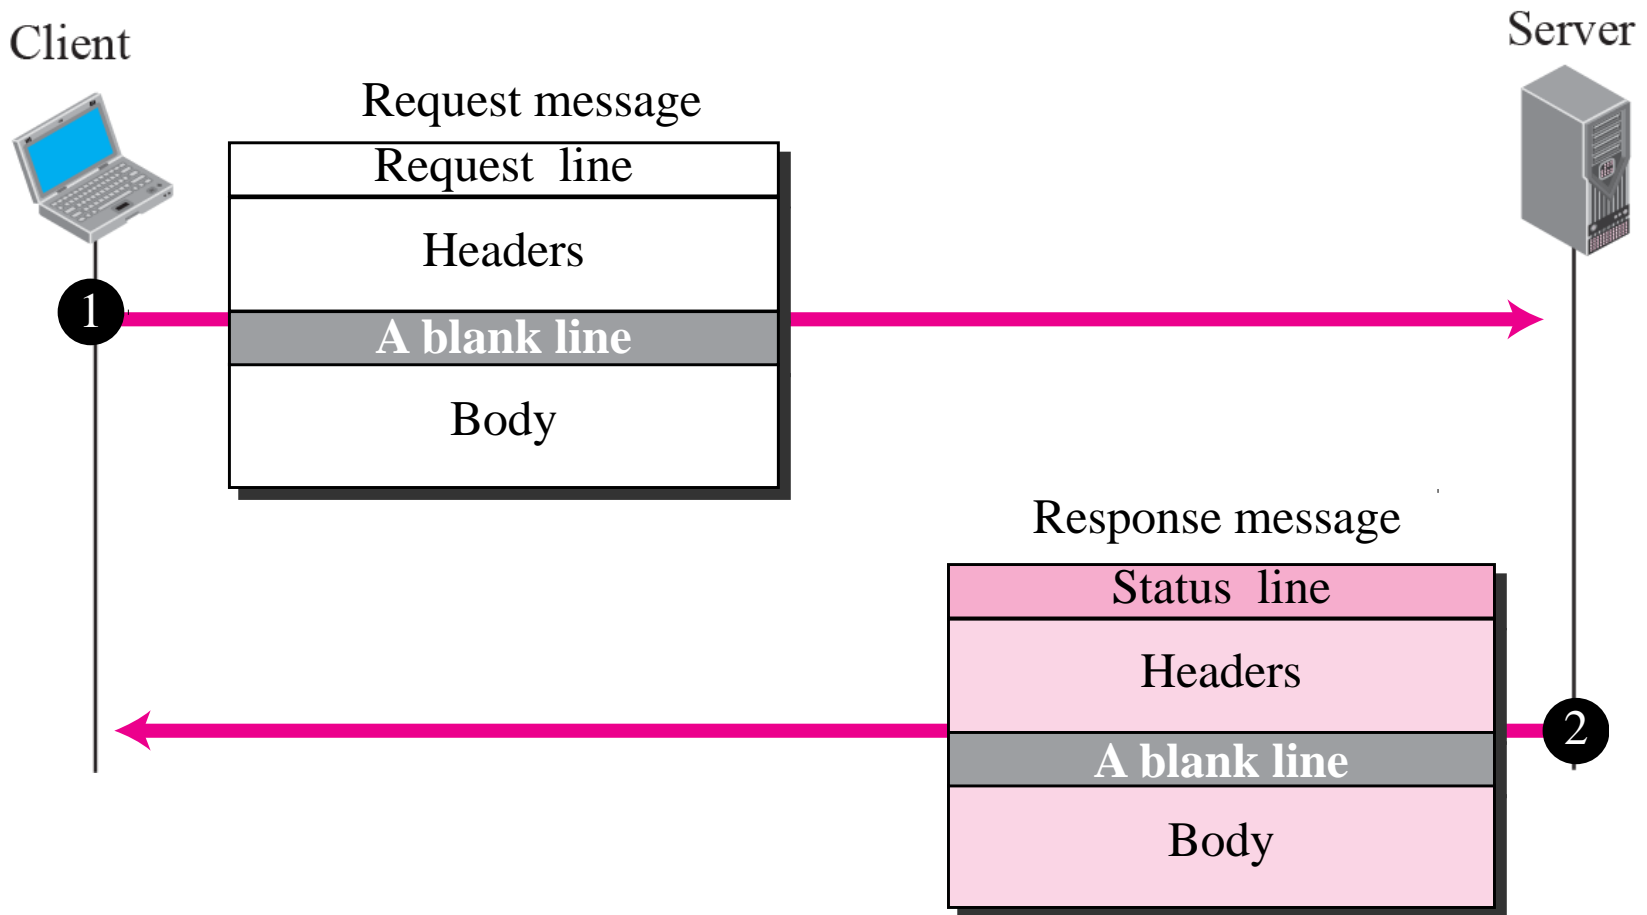 Client
Server
Request message
Request line
Headers
1
A blank line
Body
Response message
Status line
Headers
2
A blank line
Body